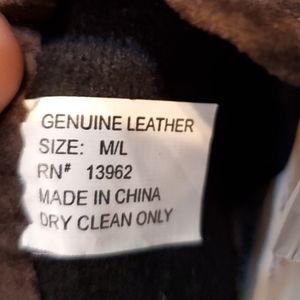 GENUINE LEATHER
SIZE: M/L
RN# 13962
MADE IN CHINA
DRY CLEAN ONLY